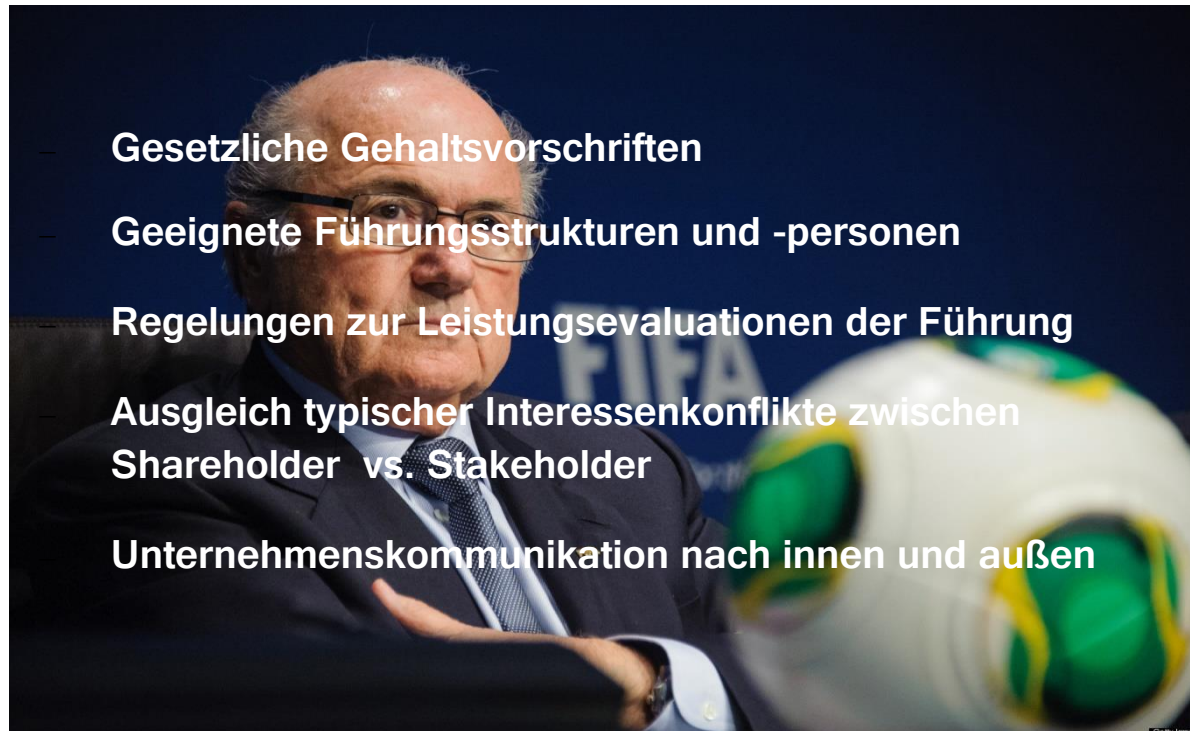 – Gesetzliche Gehaltsvorschriften
– Geeignete Führungsstrukturen und -personen
– Regelungen zur Leistungsevaluationen der Führung
FIFA
– Ausgleich typischer Interessenkonflikte zwischen
Shareholder vs. Stakeholder
Unternehmenskommunikation nach innen und außen